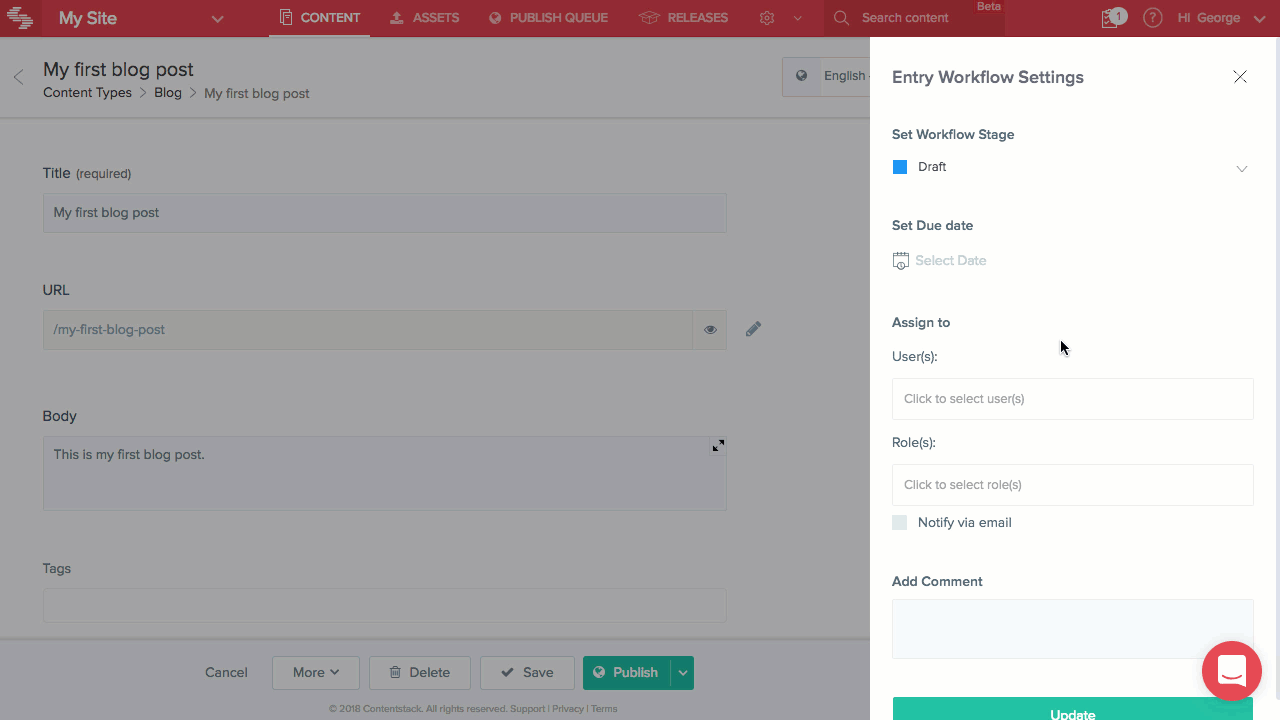 My Site
CONTENT
ASSETS
PUBLISH QUEUE
RELEASES
Search content
Beta
1
?
HI George
My first blog post
Content Types > Blog > My first blog post
English
Title (required)
My first blog post
URL
/my-first-blog-post
Body
This is my first blog post.
Tags
Cancel
More
Delete
Save
Publish
© 2018 Contentstack. All rights reserved. Support | Privacy | Terms
Entry Workflow Settings
Set Workflow Stage
Draft
Set Due date
Select Date
Assign to
User(s):
Click to select user(s)
Role(s):
Click to select role(s)
Notify via email
Add Comment
Update